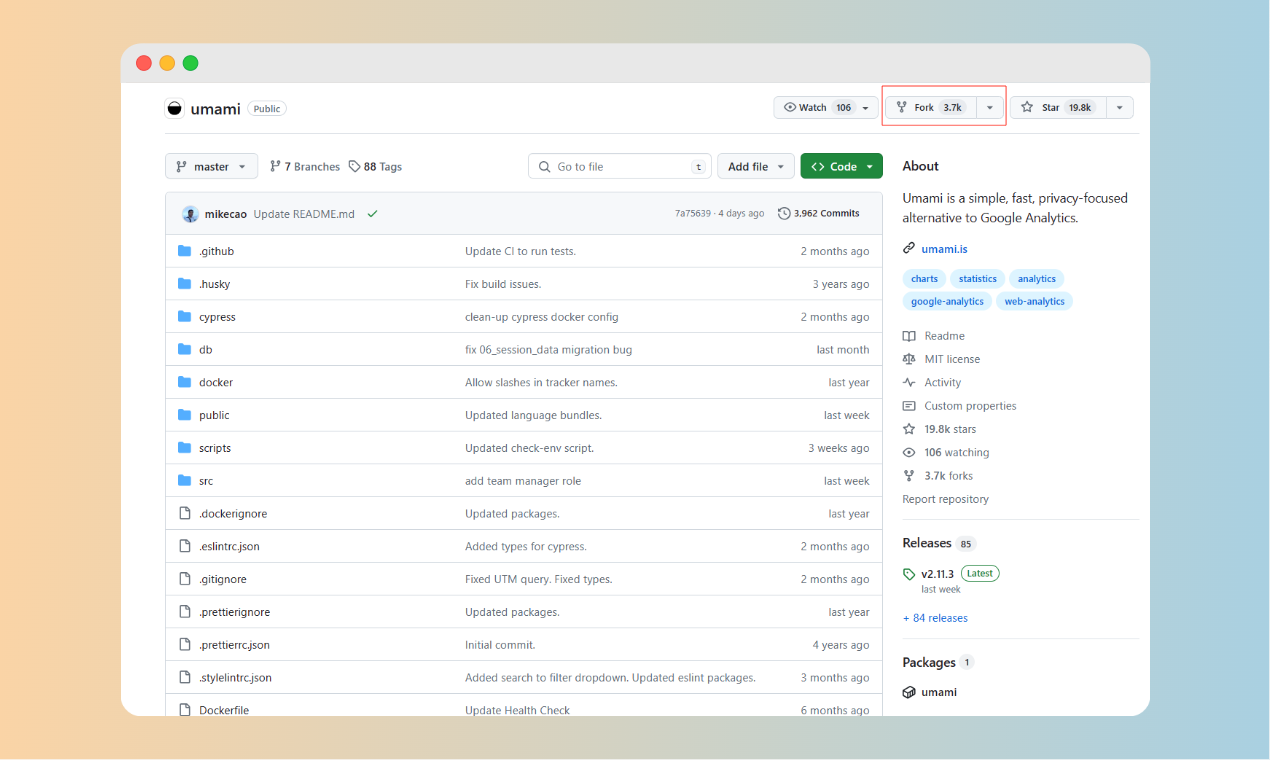 umami Public Watch 106 Fork 3.7k Star 19.8k
master 7 Branches 88 Tags Go to file t Add file Code
mikecao Update README.md 7a75639 · 4 days ago 3,962 Commits
.github Update CI to run tests. 2 months ago
.husky Fix build issues. 3 years ago
cypress clean-up cypress docker config 2 months ago
db fix 06_session_data migration bug last month
docker Allow slashes in tracker names. last year
public Updated language bundles. last week
scripts Updated check-env script. 3 weeks ago
src add team manager role last week
.dockerignore Updated packages. last year
.eslintrc.json Added types for cypress. 2 months ago
.gitignore Fixed UTM query. Fixed types. 2 months ago
.prettierignore Updated packages. last year
.prettierrc.json Initial commit. 4 years ago
.stylelintrc.json Added search to filter dropdown. Updated eslint packages. 3 months ago
Dockerfile Update Health Check 6 months ago
About
Umami is a simple, fast, privacy-focused
alternative to Google Analytics.
umami.is
charts statistics analytics
google-analytics web-analytics
Readme
MIT license
Activity
Custom properties
19.8k stars
106 watching
3.7k forks
Report repository
Releases 85
v2.11.3 Latest
last week
+ 84 releases
Packages 1
umami